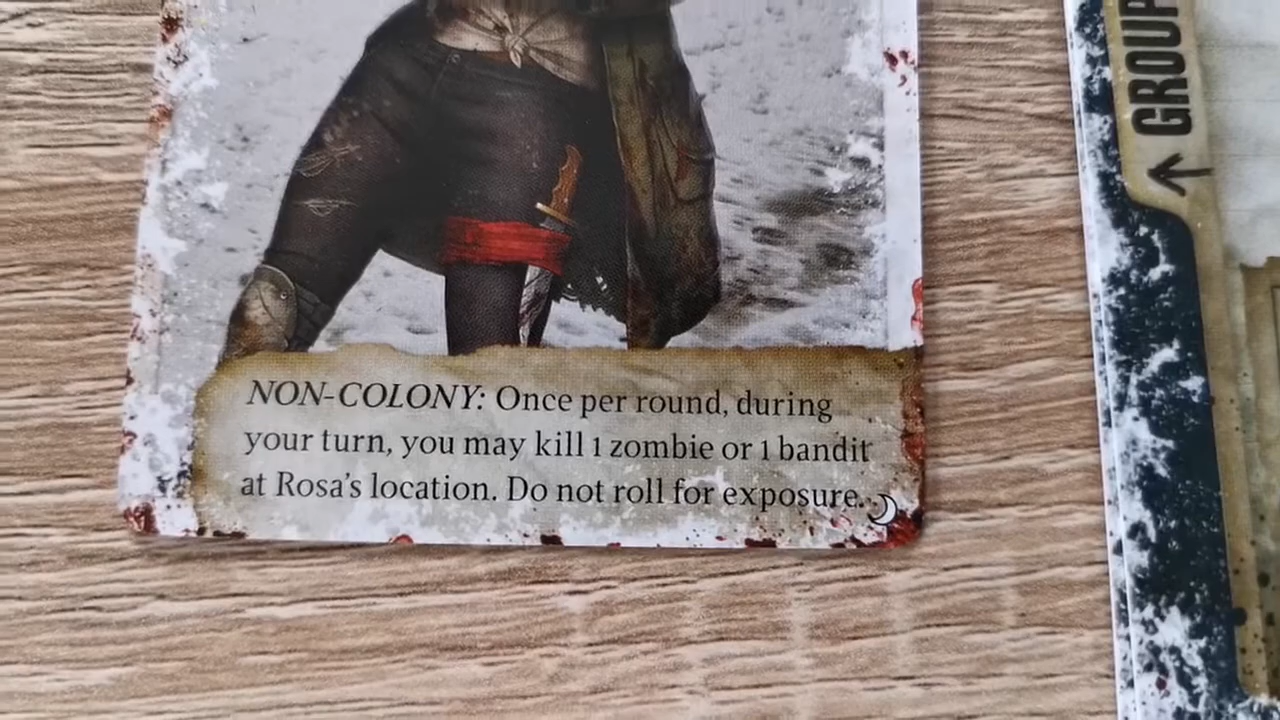 NON-COLONY: Once per round, during
your turn, you may kill 1 zombie or 1 bandit
at Rosa's location. Do not roll for exposure.